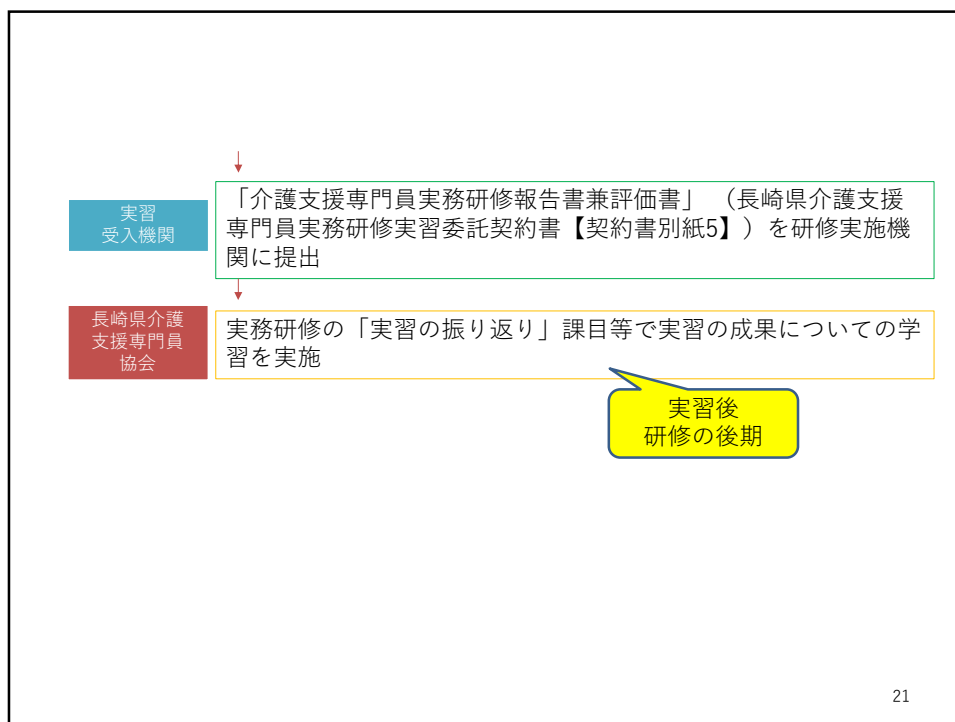 実習
受入機関
「介護支援専門員実務研修報告書兼評価書」 （長崎県介護支援
専門員実務研修実習委託契約書【契約書別紙5】）を研修実施機
関に提出
長崎県介護
支援専門員
協会
実務研修の「実習の振り返り」課目等で実習の成果についての学
習を実施
実習後
研修の後期
21